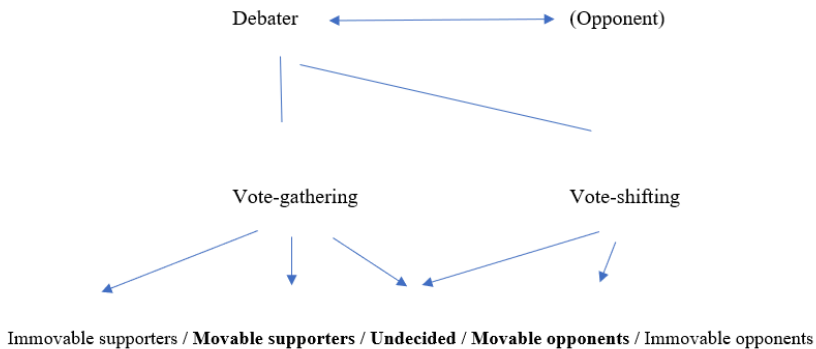 Debater (Opponent)
Vote-gathering Vote-shifting
Immovable supporters / Movable supporters / Undecided / Movable opponents / Immovable opponents